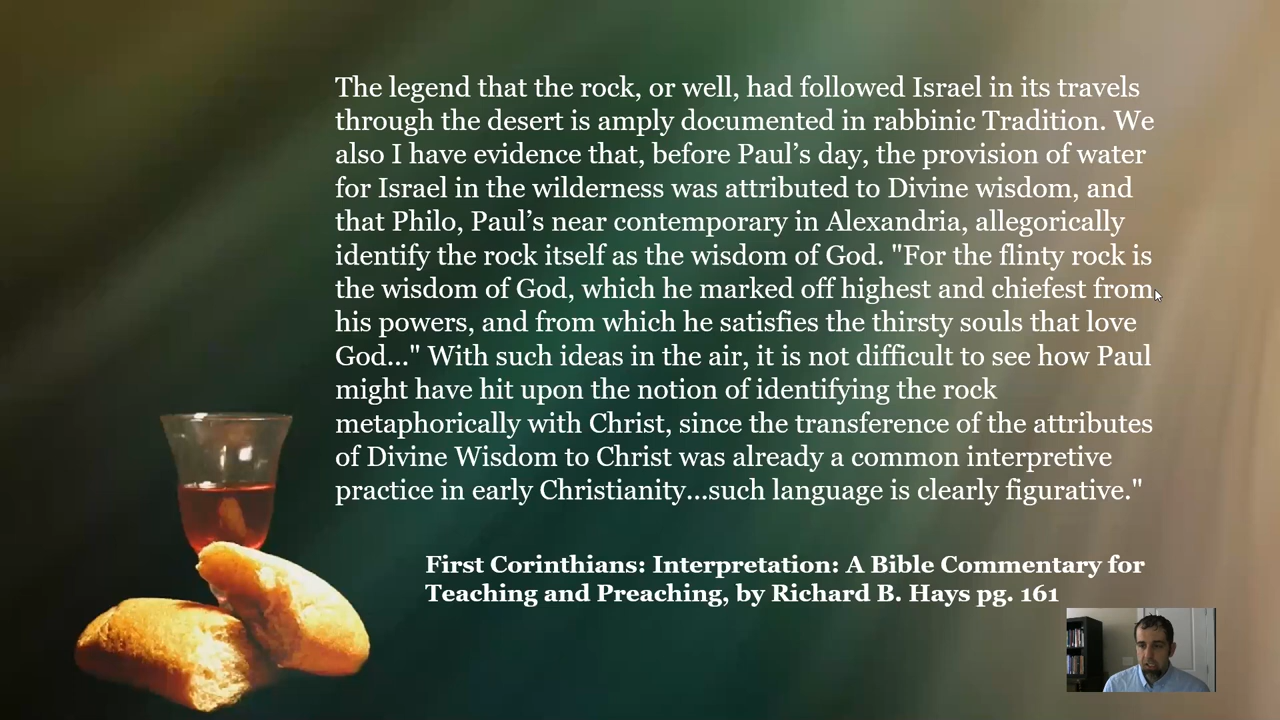 The legend that the rock, or well, had followed Israel in its travels
through the desert is amply documented in rabbinic Tradition. We
also I have evidence that, before Paul’s day, the provision of water
for Israel in the wilderness was attributed to Divine wisdom, and
that Philo, Paul’s near contemporary in Alexandria, allegorically
identify the rock itself as the wisdom of God. "For the flinty rock is
the wisdom of God, which he marked off highest and chiefest from
his powers, and from which he satisfies the thirsty souls that love
God..." With such ideas in the air, it is not difficult to see how Paul
might have hit upon the notion of identifying the rock
metaphorically with Christ, since the transference of the attributes
of Divine Wisdom to Christ was already a common interpretive
practice in early Christianity...such language is clearly figurative."
First Corinthians: Interpretation: A Bible Commentary for
Teaching and Preaching, by Richard B. Hays pg. 161